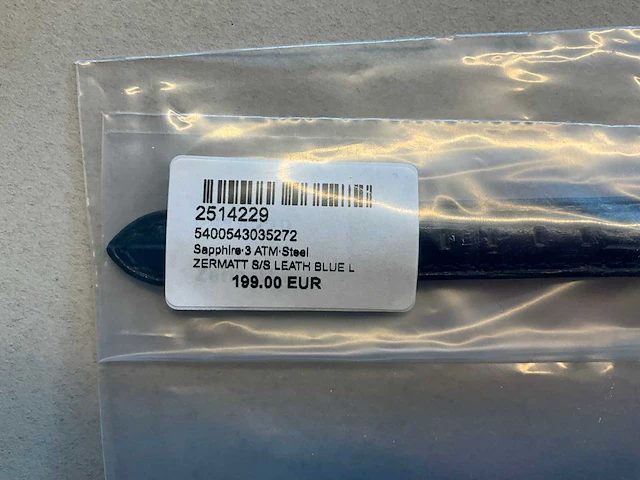 2514229
5400543035272
Sapphire·3 ATM·Steel
ZERMATT S/S LEATH BLUE L
199.00 EUR